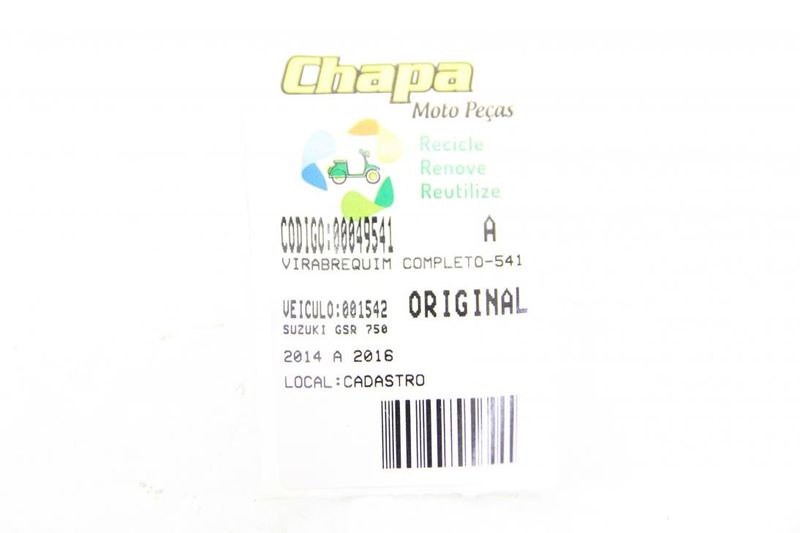 Chapa
Moto Peças
Recicle
Renove
Reutilize
CODIGO:00049541 A
VIRABREQUIM COMPLETO-541
VEICULO:001542 ORIGINAL
SUZUKI GSR 750
2014 A 2016
LOCAL:CADASTRO